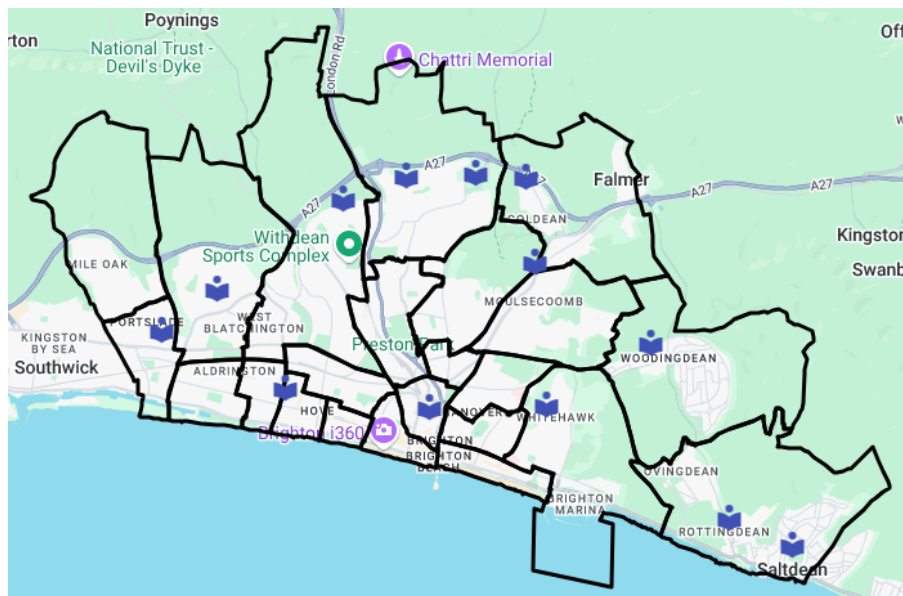 Poynings
rton
National Trust -
Devil's Dyke
London Rd
Chattri Memorial
Off
A27
A27
Falmer
A27
A27
A27
COLDEAN
Withdean
Sports Complex
Kingston
Swanb
MILE OAK
MOULSECOOMB
PORTSLADE
WEST
BLATCHINGTON
KINGSTON
BY SEA
Southwick
Preston Park
WOODINGDEAN
ALDRINGTON
HOVE
HANOVER
WHITEHAWK
Brighton i360
BRIGHTON
BRIGHTON
BEACH
OVINGDEAN
BRIGHTON
MARINA
ROTTINGDEAN
Saltdean